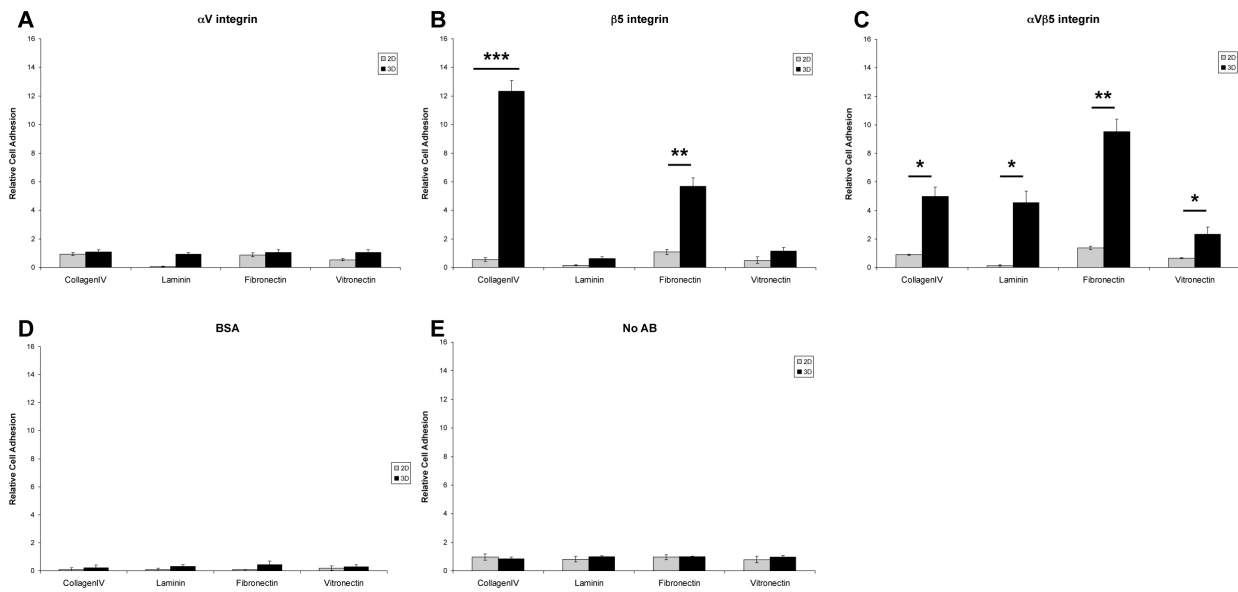 A
αV integrin
16
14
12
10
8
6
4
2
0
Relative Cell Adhesion
2D
3D
CollagenIV Laminin Fibronectin Vitronectin
B
β5 integrin
16
14
12
10
8
6
4
2
0
Relative Cell Adhesion
***
**
2D
3D
CollagenIV Laminin Fibronectin Vitronectin
C
αVβ5 integrin
16
14
12
10
8
6
4
2
0
Relative Cell Adhesion
*
*
**
*
2D
3D
CollagenIV Laminin Fibronectin Vitronectin
D
BSA
16
14
12
10
8
6
4
2
0
Relative Cell Adhesion
2D
3D
CollagenIV Laminin Fibronectin Vitronectin
E
No AB
16
14
12
10
8
6
4
2
0
Relative Cell Adhesion
2D
3D
CollagenIV Laminin Fibronectin Vitronectin